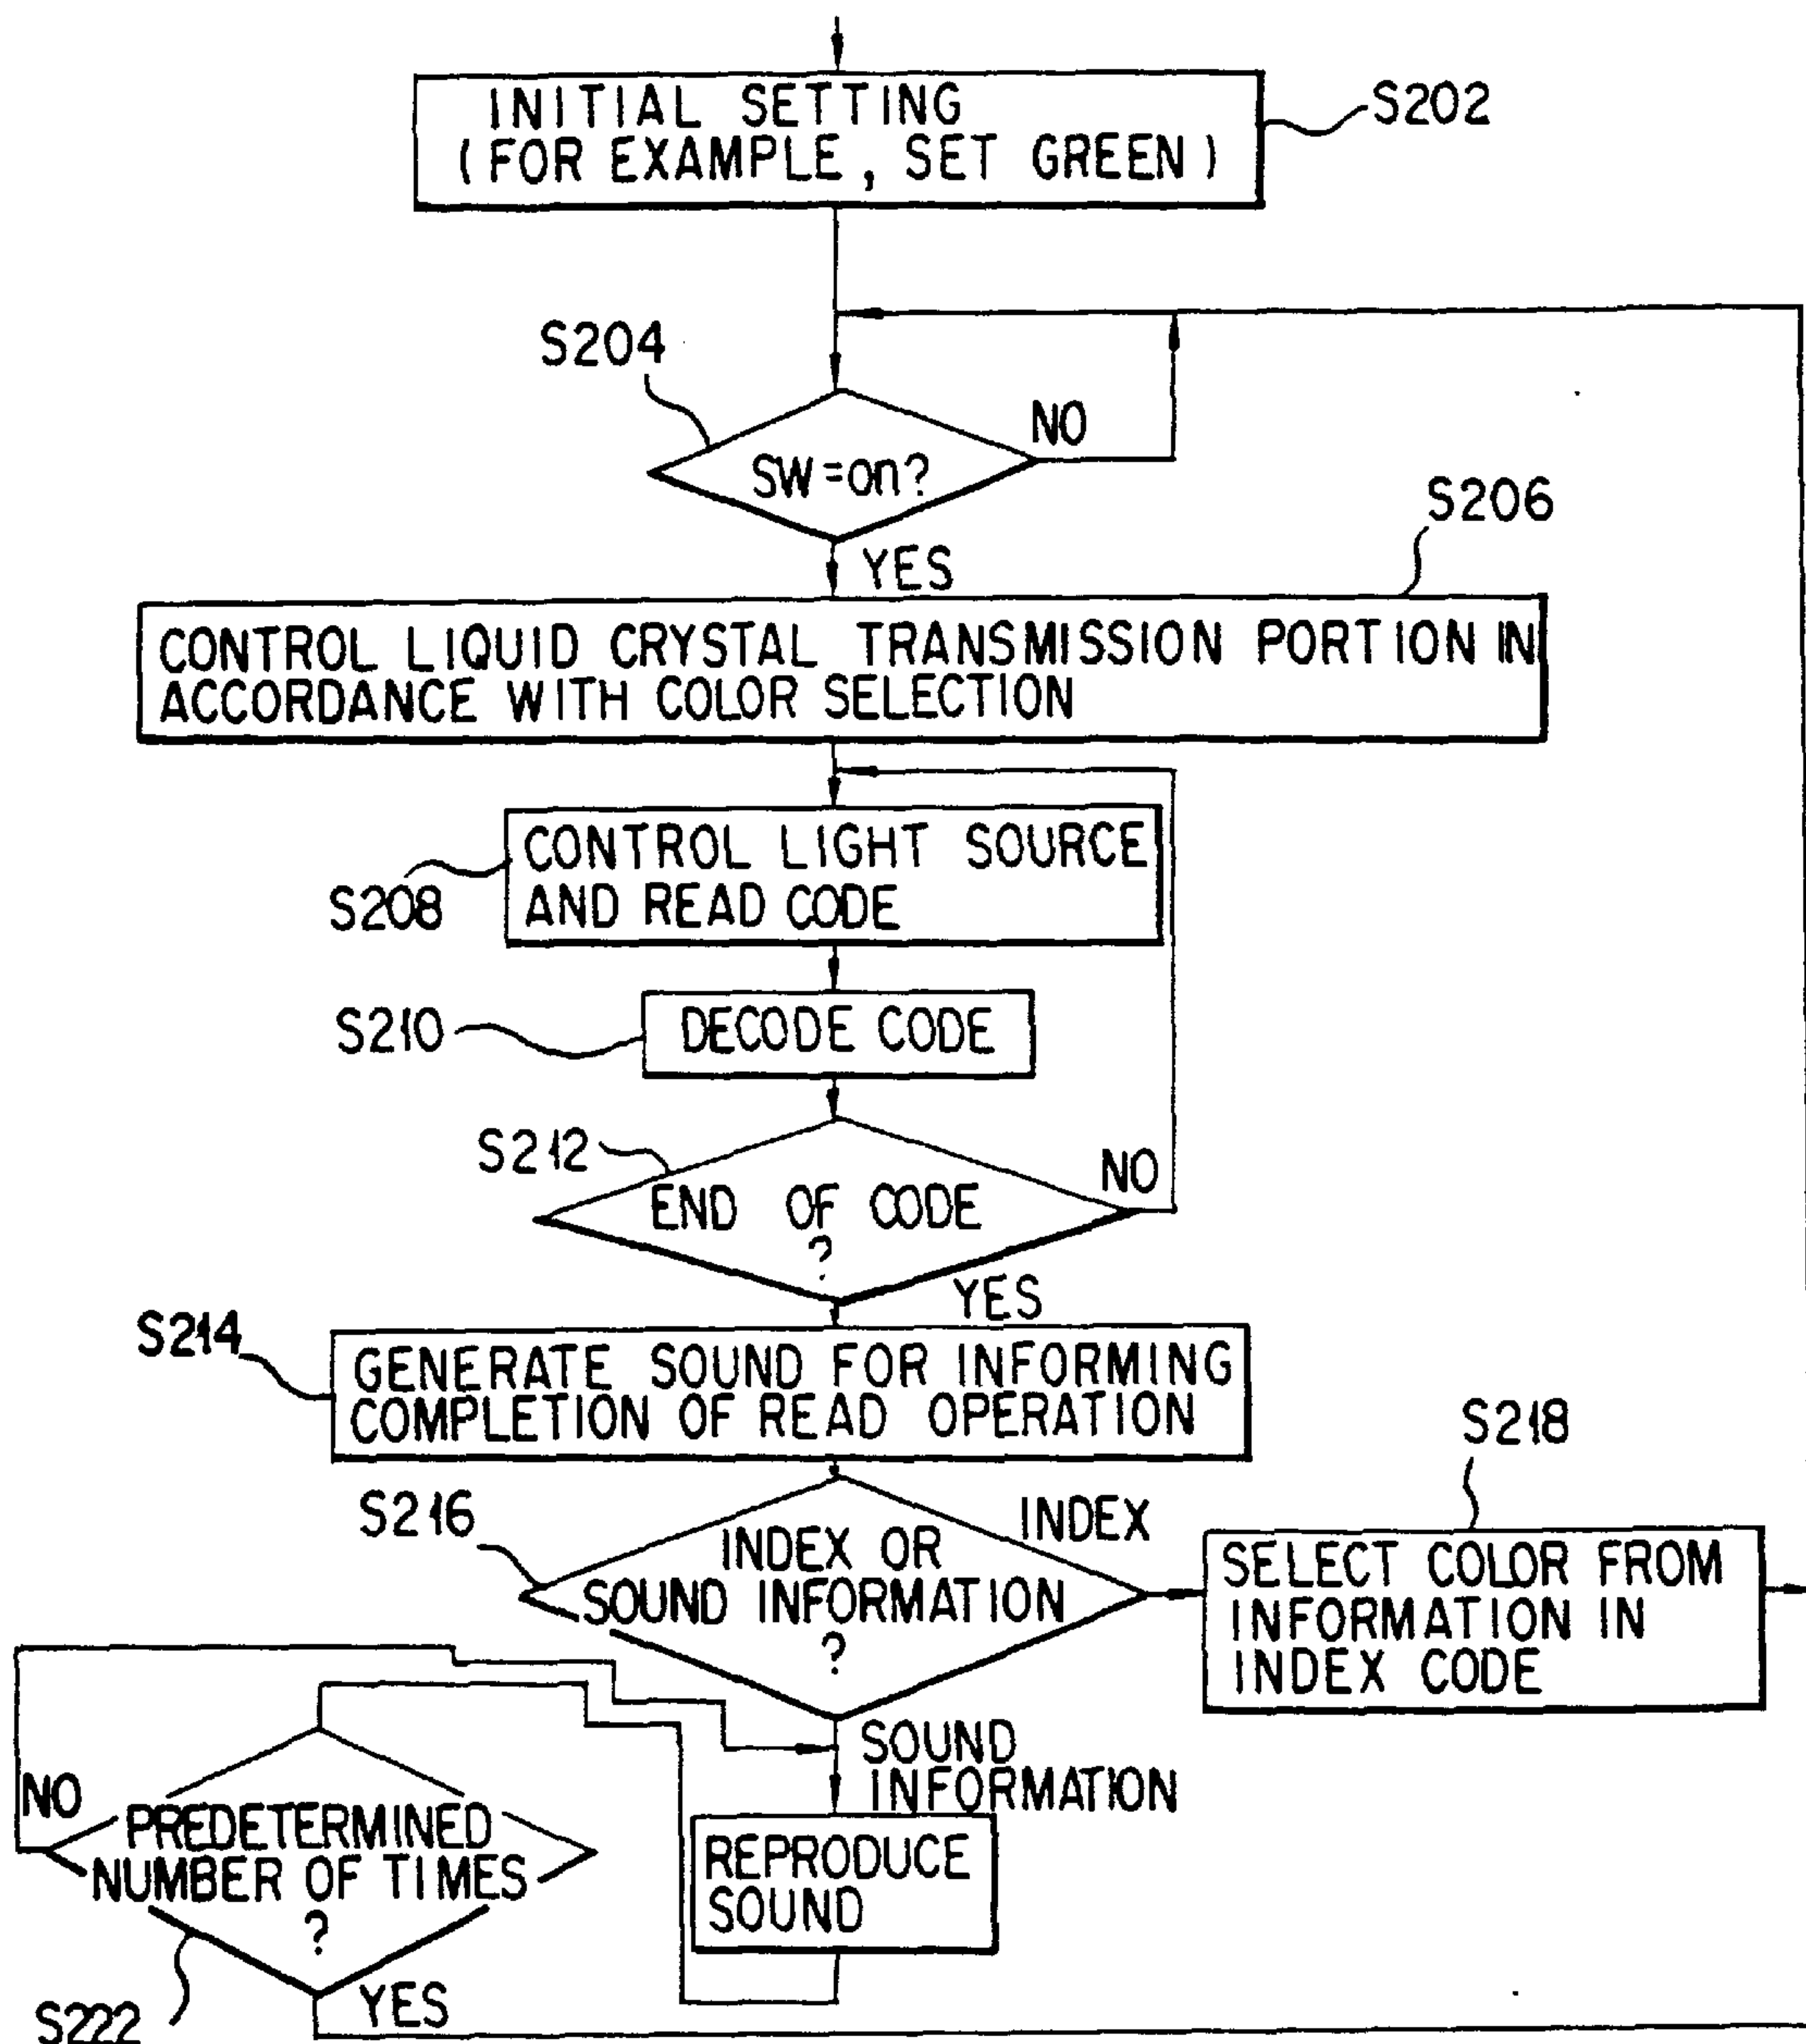 INITIAL SETTING
(FOR EXAMPLE, SET GREEN)
S202
S204
SW=on?
NO
YES
S206
CONTROL LIQUID CRYSTAL TRANSMISSION PORTION IN
ACCORDANCE WITH COLOR SELECTION
CONTROL LIGHT SOURCE
AND READ CODE
S208
S210
DECODE CODE
S212
END OF CODE
?
NO
YES
S214
GENERATE SOUND FOR INFORMING
COMPLETION OF READ OPERATION
S216
INDEX OR
SOUND INFORMATION
?
INDEX
S218
SELECT COLOR FROM
INFORMATION IN
INDEX CODE
SOUND
INFORMATION
REPRODUCE
SOUND
NO
PREDETERMINED
NUMBER OF TIMES
?
YES
S222